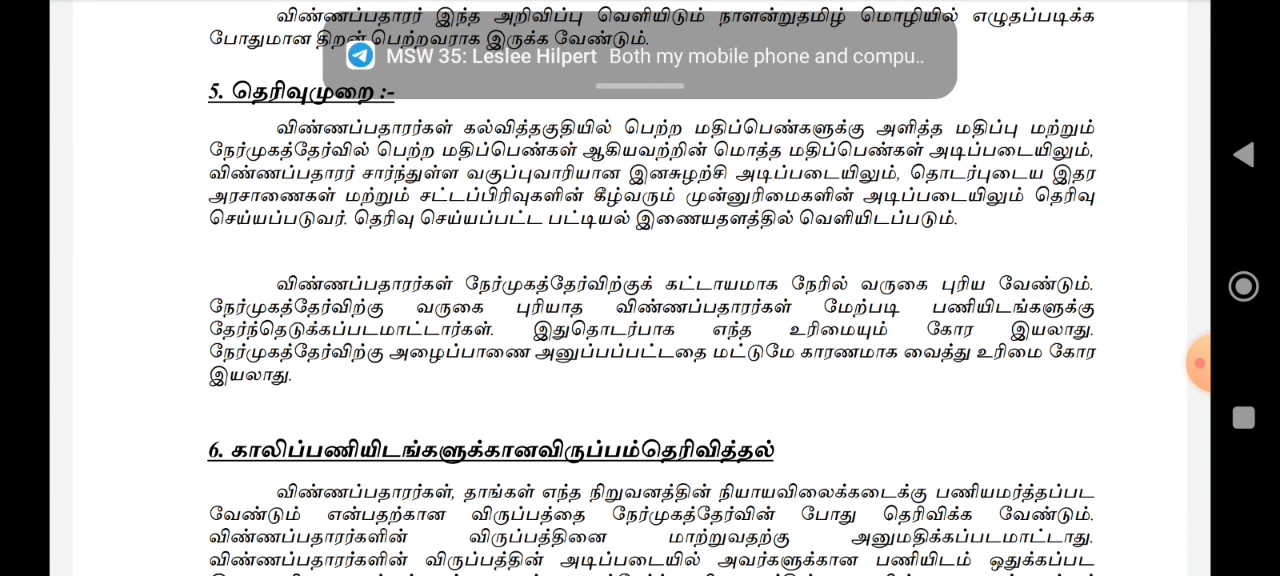 விண்ணப்பதாரர் இந்த அறிவிப்பு வெளியிடும் நாளன்றுதமிழ் மொழியில் எழுதப்படிக்க
போதுமான திறன் பெற்றவராக இருக்க வேண்டும்.
MSW 35: Leslee Hilpert Both my mobile phone and compu..
5. தெரிவுமுறை :-
விண்ணப்பதாரர்கள் கல்வித்தகுதியில் பெற்ற மதிப்பெண்களுக்கு அளித்த மதிப்பு மற்றும்
நேர்முகத்தேர்வில் பெற்ற மதிப்பெண்கள் ஆகியவற்றின் மொத்த மதிப்பெண்கள் அடிப்படையிலும்,
விண்ணப்பதாரர் சார்ந்துள்ள வகுப்புவாரியான இனசுழற்சி அடிப்படையிலும், தொடர்புடைய இதர
அரசாணைகள் மற்றும் சட்டப்பிரிவுகளின் கீழ்வரும் முன்னுரிமைகளின் அடிப்படையிலும் தெரிவு
செய்யப்படுவர். தெரிவு செய்யப்பட்ட பட்டியல் இணையதளத்தில் வெளியிடப்படும்.
விண்ணப்பதாரர்கள் நேர்முகத்தேர்விற்குக் கட்டாயமாக நேரில் வருகை புரிய வேண்டும்.
நேர்முகத்தேர்விற்கு வருகை புரியாத விண்ணப்பதாரர்கள் மேற்படி பணியிடங்களுக்கு
தேர்ந்தெடுக்கப்படமாட்டார்கள். இதுதொடர்பாக எந்த உரிமையும் கோர இயலாது.
நேர்முகத்தேர்விற்கு அழைப்பாணை அனுப்பப்பட்டதை மட்டுமே காரணமாக வைத்து உரிமை கோர
இயலாது.
6. காலிப்பணியிடங்களுக்கானவிருப்பம்தெரிவித்தல்
விண்ணப்பதாரர்கள், தாங்கள் எந்த நிறுவனத்தின் நியாயவிலைக்கடைக்கு பணியமர்த்தப்பட
வேண்டும் என்பதற்கான விருப்பத்தை நேர்முகத்தேர்வின் போது தெரிவிக்க வேண்டும்.
விண்ணப்பதாரர்களின் விருப்பத்தினை மாற்றுவதற்கு அனுமதிக்கப்படமாட்டாது.
விண்ணப்பதாரர்களின் விருப்பத்தின் அடிப்படையில் அவர்களுக்கான பணியிடம் ஒதுக்கப்பட